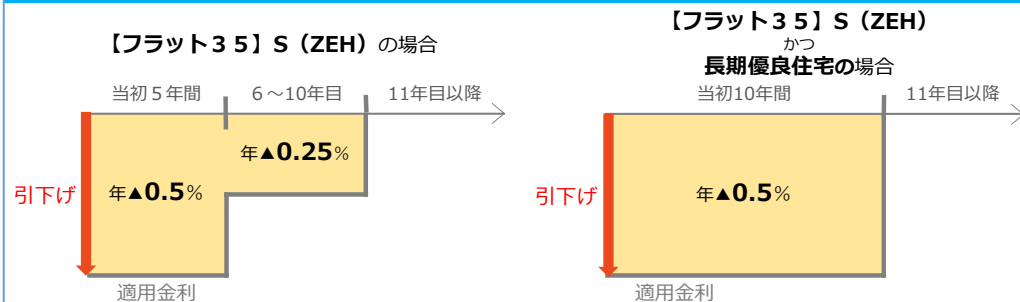 【フラット３５】S（ZEH）の場合
当初５年間
６～10年目
11年目以降
年▲0.25%
引下げ
年▲0.5%
適用金利
【フラット３５】S（ZEH）
かつ
長期優良住宅の場合
当初10年間
11年目以降
引下げ
年▲0.5%
適用金利